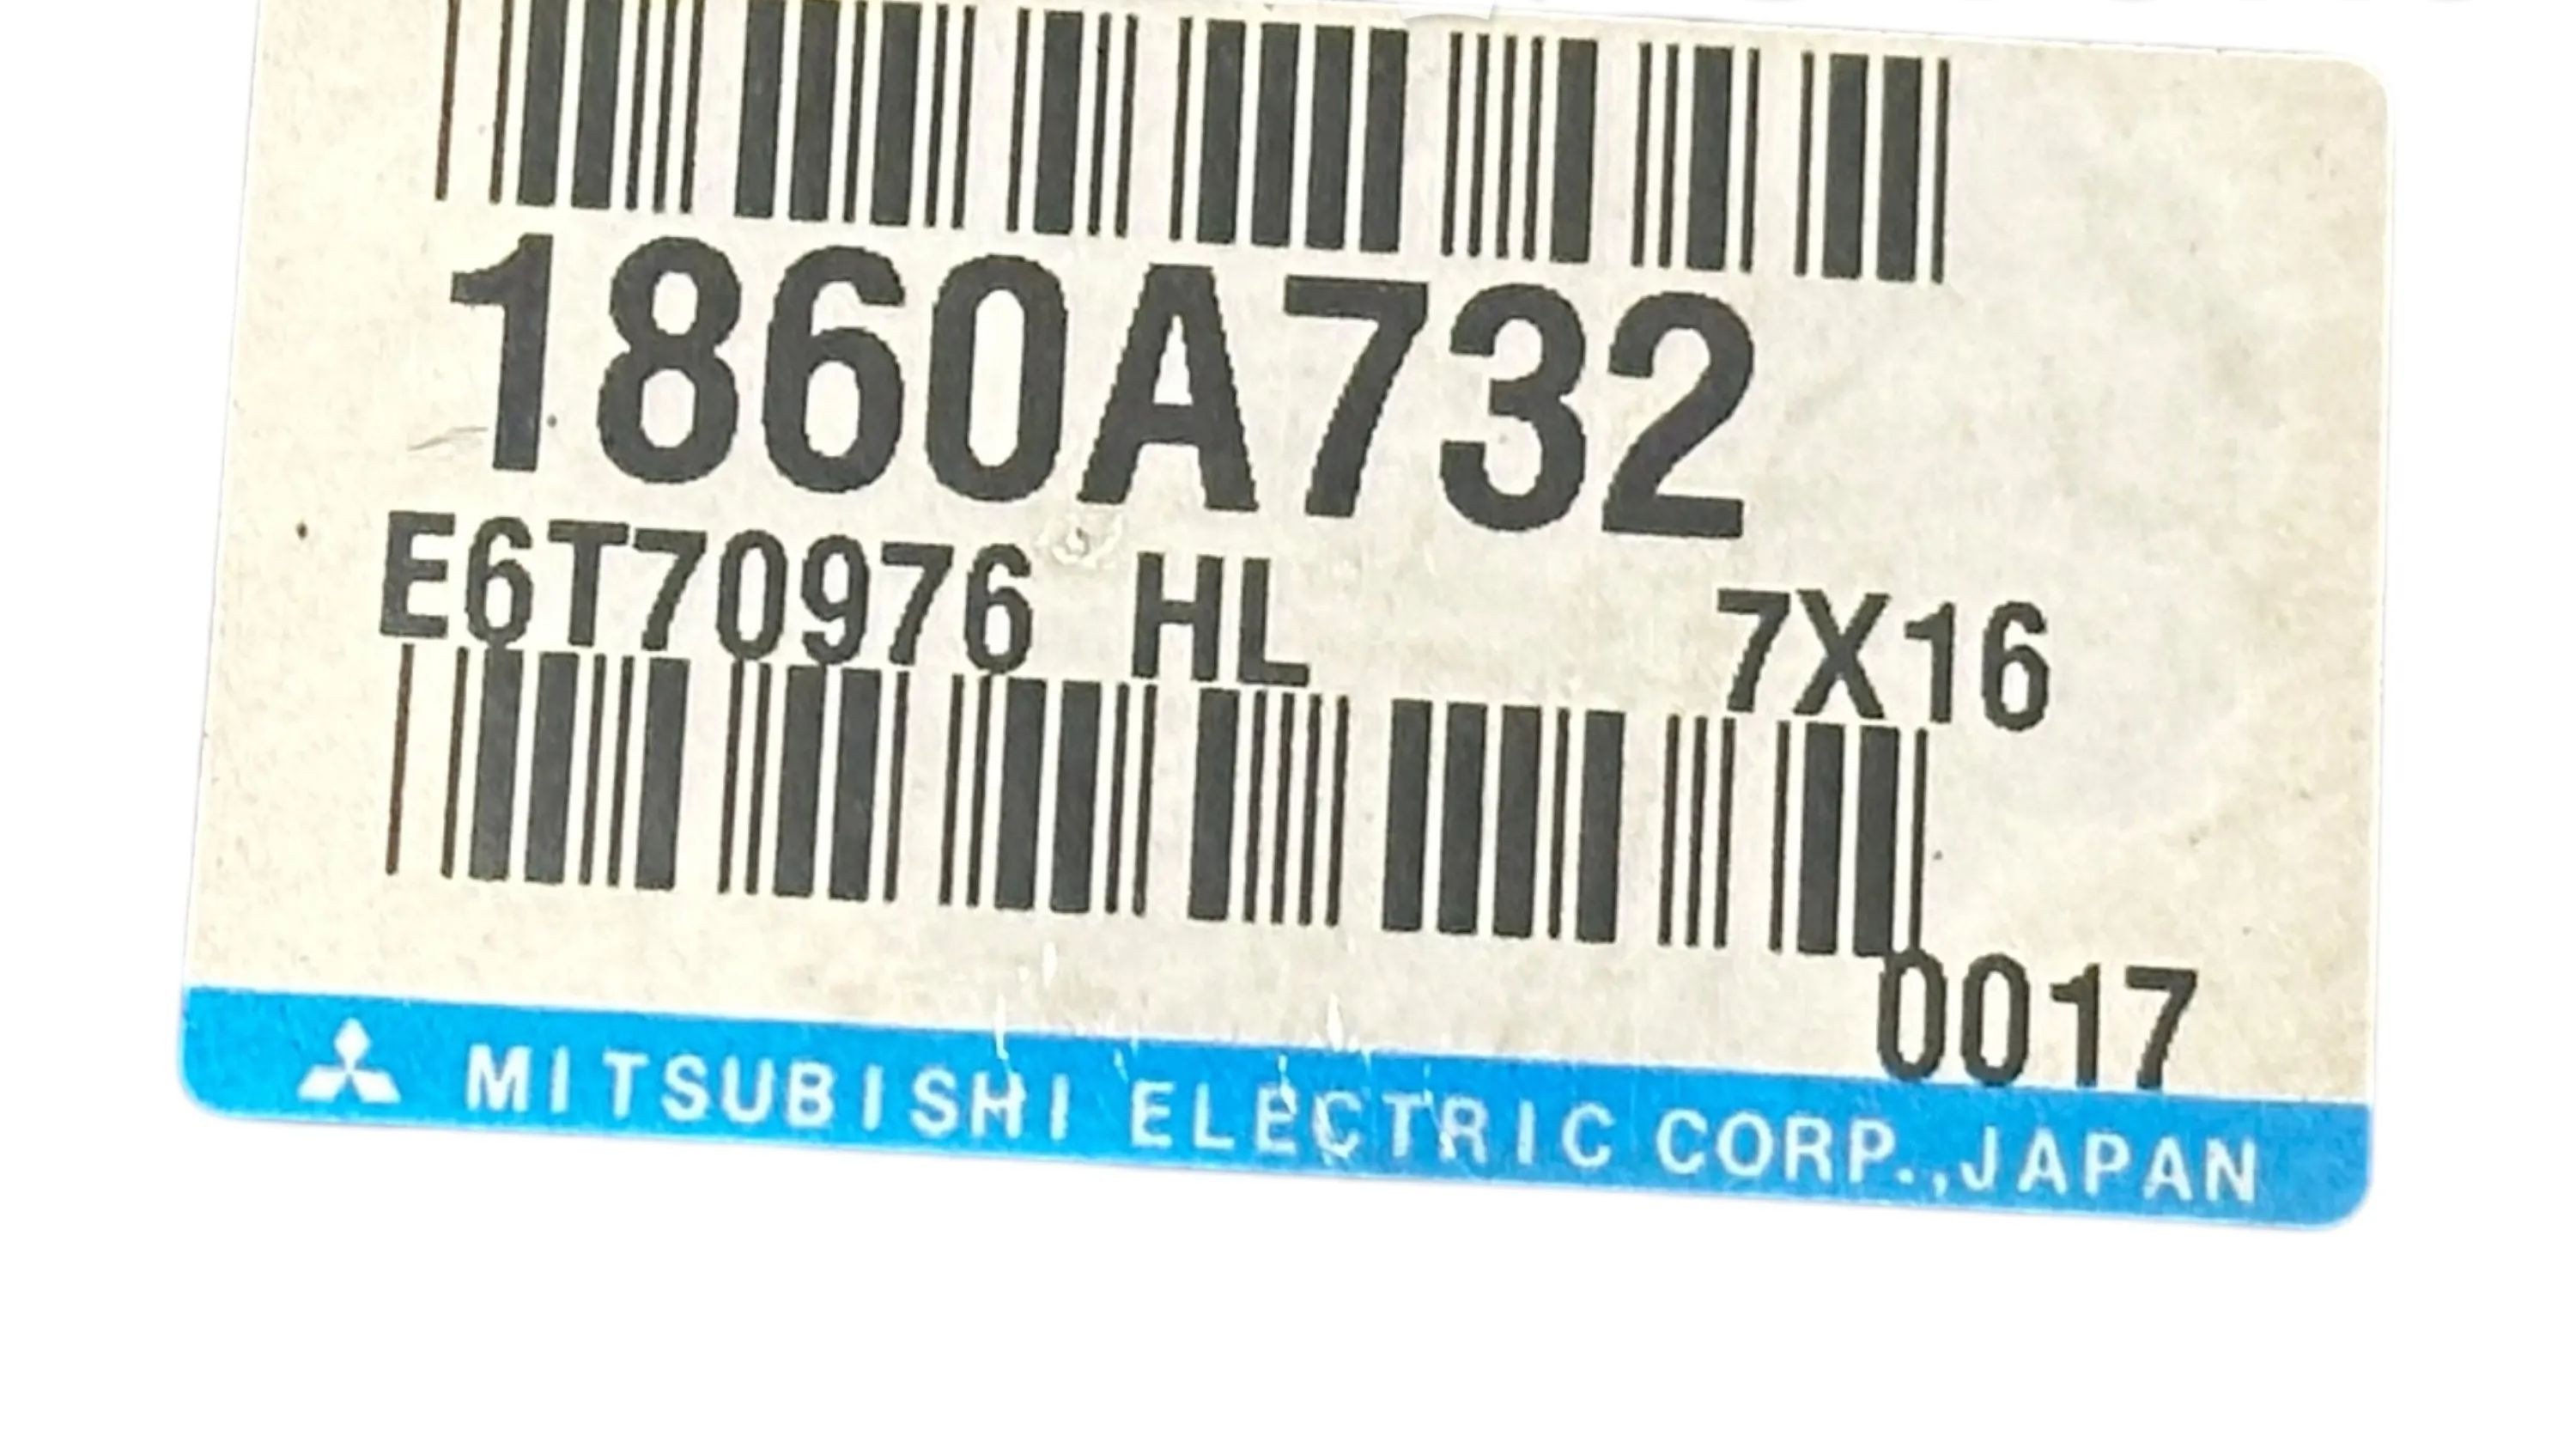 1860A732
E6T70976 HL 7X16
0017
MITSUBISHI ELECTRIC CORP.,JAPAN